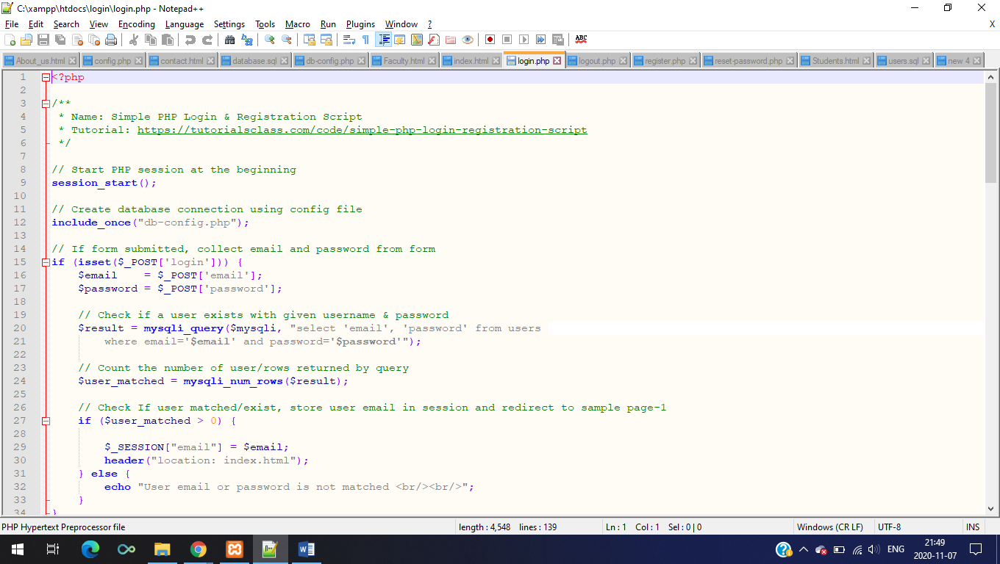 C:\xampp\htdocs\login\login.php - Notepad++
File Edit Search View Encoding Language Settings Tools Macro Run Plugins Window ? X
About_us.html config.php contact.html database.sql db-config.php Faculty.html index.html login.php logout.php register.php reset-password.php Students.html users.sql new 4
1 <?php
2
3 /**
4 * Name: Simple PHP Login & Registration Script
5 * Tutorial: https://tutorialsclass.com/code/simple-php-login-registration-script
6 */
7
8 // Start PHP session at the beginning
9 session_start();
10
11 // Create database connection using config file
12 include_once("db-config.php");
13
14 // If form submitted, collect email and password from form
15 if (isset($_POST['login'])) {
16 $email    = $_POST['email'];
17 $password = $_POST['password'];
18
19 // Check if a user exists with given username & password
20 $result = mysqli_query($mysqli, "select 'email', 'password' from users
21 where email='$email' and password='$password'");
22
23 // Count the number of user/rows returned by query
24 $user_matched = mysqli_num_rows($result);
25
26 // Check If user matched/exist, store user email in session and redirect to sample page-1
27 if ($user_matched > 0) {
28
29 $_SESSION["email"] = $email;
30 header("location: index.html");
31 } else {
32 echo "User email or password is not matched <br/><br/>";
33 }
34 }
PHP Hypertext Preprocessor file length : 4,548 lines : 139 Ln : 1 Col : 1 Sel : 0 | 0 Windows (CR LF) UTF-8 INS
ENG 21:49
2020-11-07